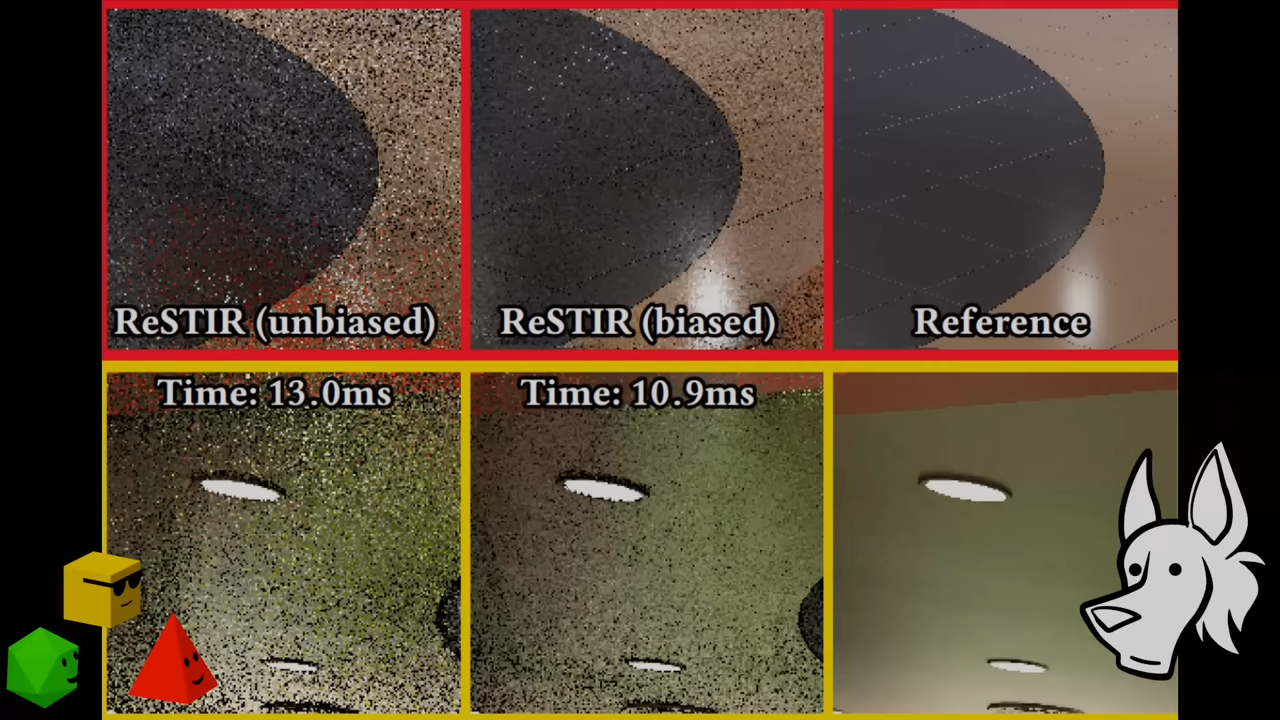 ReSTIR (unbiased)
ReSTIR (biased)
Reference
Time: 13.0ms
Time: 10.9ms